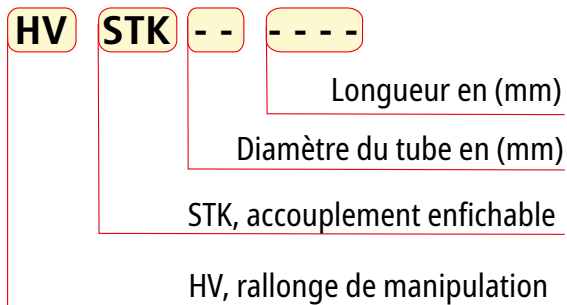 HV STK -- ----
Longueur en (mm)
Diamètre du tube en (mm)
STK, accouplement enfichable
HV, rallonge de manipulation